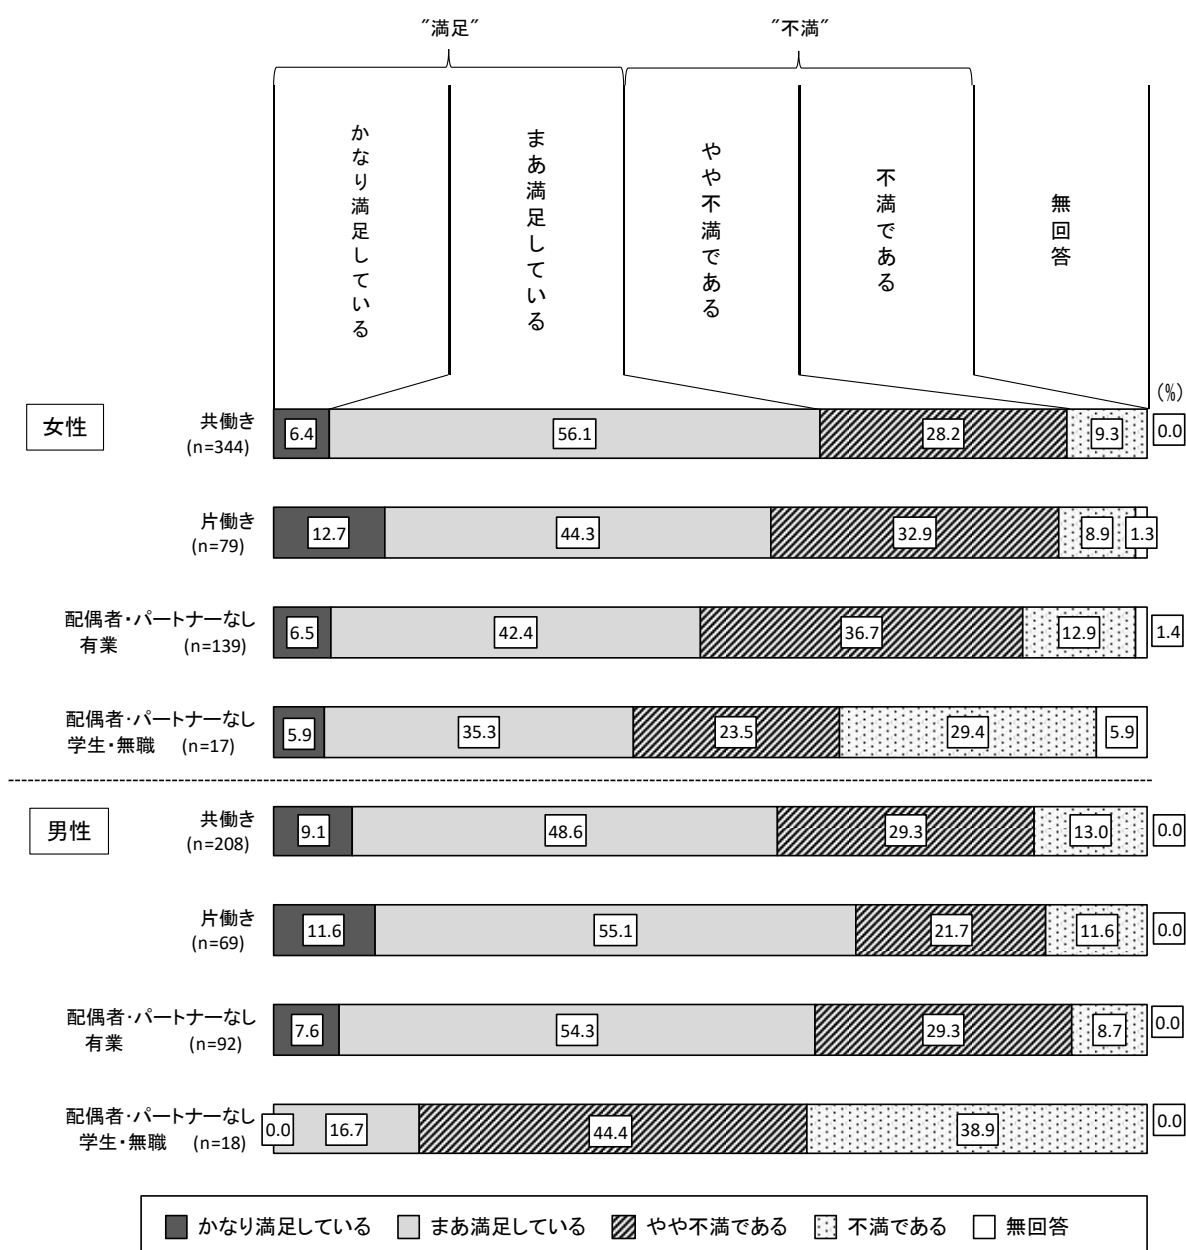 ”満足” ”不満”
かなり満足している
まあ満足している
やや不満である
不満である
無回答
(%)
女性
共働き
(n=344)
6.4 56.1 28.2 9.3 0.0
片働き
(n=79)
12.7 44.3 32.9 8.9 1.3
配偶者・パートナーなし
有業 (n=139)
6.5 42.4 36.7 12.9 1.4
配偶者・パートナーなし
学生・無職 (n=17)
5.9 35.3 23.5 29.4 5.9
男性
共働き
(n=208)
9.1 48.6 29.3 13.0 0.0
片働き
(n=69)
11.6 55.1 21.7 11.6 0.0
配偶者・パートナーなし
有業 (n=92)
7.6 54.3 29.3 8.7 0.0
配偶者・パートナーなし
学生・無職 (n=18)
0.0 16.7 44.4 38.9 0.0
かなり満足している まあ満足している やや不満である 不満である 無回答